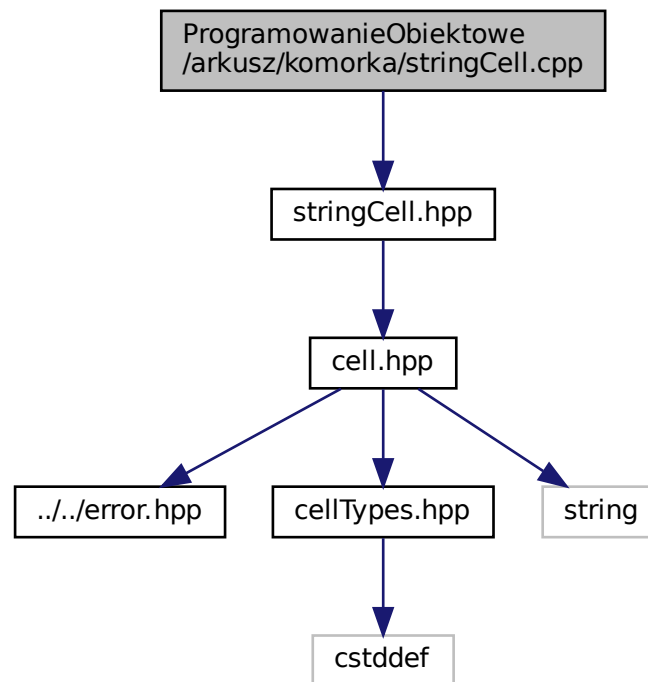 ProgramowanieObiektowe
/arkusz/komorka/stringCell.cpp
stringCell.hpp
cell.hpp
../../error.hpp
cellTypes.hpp
string
cstddef